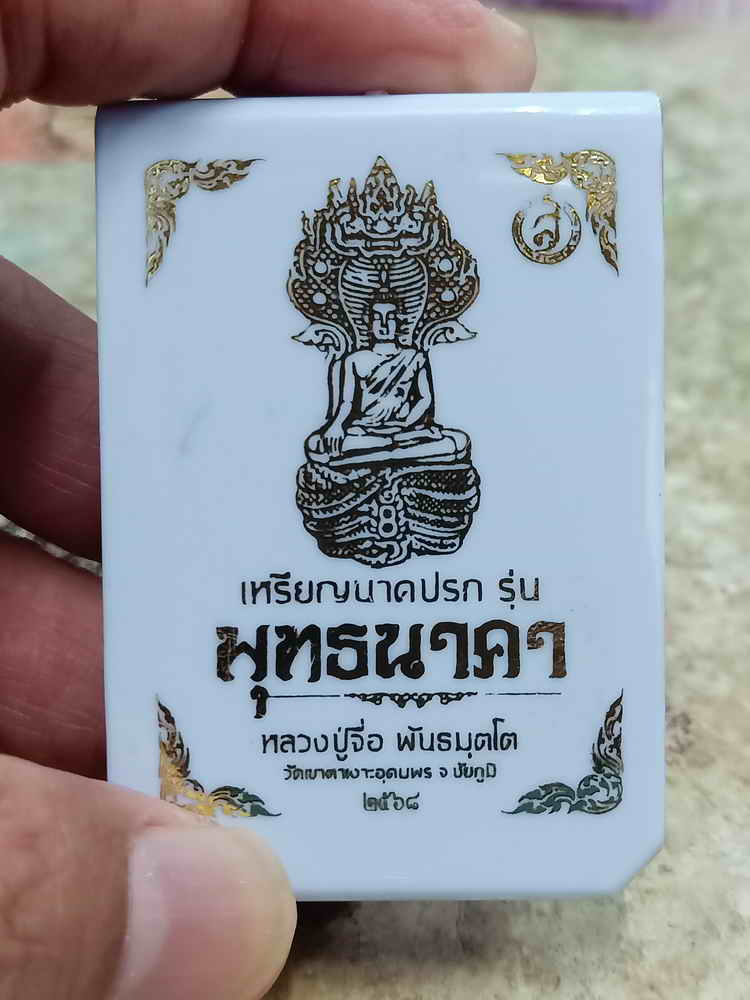 ส
เหรียญนาคปรก รุ่น
พุทธนาคา
หลวงปู่จื่อ พันธมุตโต
วัดเขาตาเงาะอุดมพร จ ชัยภูมิ
๒๕๖๘